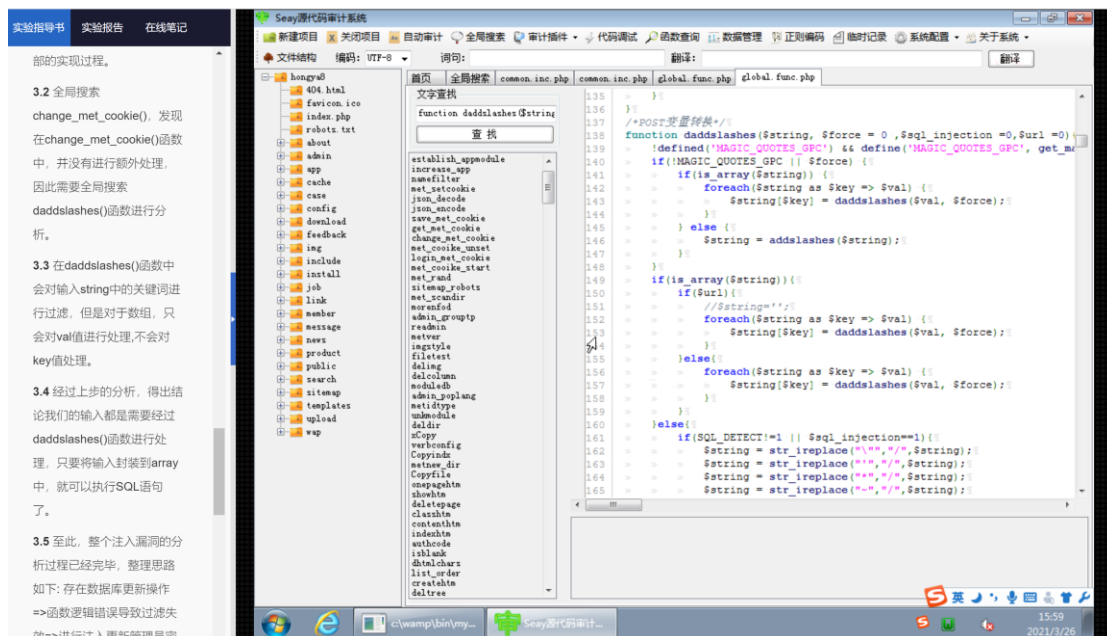 实验指导书 实验报告 在线笔记
部的实现过程。
3.2 全局搜索
change_met_cookie()，发现
在change_met_cookie()函数
中，并没有进行额外处理，
因此需要全局搜索
daddslashes()函数进行分
析。
3.3 在daddslashes()函数中
会对输入string中的关键词进
行过滤，但是对于数组，只
会对val值进行处理,不会对
key值处理。
3.4 经过上步的分析，得出结
论我们的输入都是需要经过
daddslashes()函数进行处
理，只要将输入封装到array
中，就可以执行SQL语句
了。
3.5 至此，整个注入漏洞的分
析过程已经完毕，整理思路
如下: 存在数据库更新操作
=>函数逻辑错误导致过滤失
Seay源代码审计系统
新建项目 关闭项目 自动审计 全局搜索 审计插件 代码调试 函数查询 数据管理 正则编码 临时记录 系统配置 关于系统
文件结构 编码: UTF-8 词句: 翻译: 翻译
hongya8
404.html
favicon.ico
index.php
robots.txt
about
admin
app
cache
case
config
download
feedback
img
include
install
job
link
member
message
news
product
public
search
sitemap
templates
upload
wap
首页 全局搜索 common.inc.php common.inc.php global.func.php global.func.php
文字查找
function daddslashes($string
查 找
establish_appmodule
increase_app
namefilter
met_setcookie
json_decode
json_encode
save_met_cookie
get_met_cookie
change_met_cookie
met_cooike_unset
login_met_cookie
met_cooike_start
met_rand
sitemap_robots
met_scandir
morenfod
admin_grouptp
readmin
metver
imgstyle
filetest
delimg
delcolumn
moduledb
admin_poplang
metidtype
unkmodule
deldir
xCopy
verbconfig
Copyindx
metnew_dir
Copyfile
onepagehtm
showhtm
deletepage
classhtm
contenthtm
indexhtm
authcode
isblank
dhtmlchars
list_order
createhtm
deltree
135 }
136 }
137 /*POST变量转换*/
138 function daddslashes($string, $force = 0 ,$sql_injection =0,$url =0)
139 !defined('MAGIC_QUOTES_GPC') && define('MAGIC_QUOTES_GPC', get_ma
140 if(!MAGIC_QUOTES_GPC || $force) {
141 if(is_array($string)) {
142 foreach($string as $key => $val) {
143 $string[$key] = daddslashes($val, $force);
144 }
145 } else {
146 $string = addslashes($string);
147 }
148 }
149 if(is_array($string)){
150 if($url){
151 //$string='';
152 foreach($string as $key => $val) {
153 $string[$key] = daddslashes($val, $force);
154 }
155 }else{
156 foreach($string as $key => $val) {
157 $string[$key] = daddslashes($val, $force);
158 }
159 }
160 }else{
161 if(SQL_DETECT!=1 || $sql_injection==1){
162 $string = str_ireplace("\"","/",$string);
163 $string = str_ireplace("'","/",$string);
164 $string = str_ireplace("*","/",$string);
165 $string = str_ireplace("~","/",$string);
英
c:\wamp\bin\my... Seay源代码审计... 15:59
2021/3/26